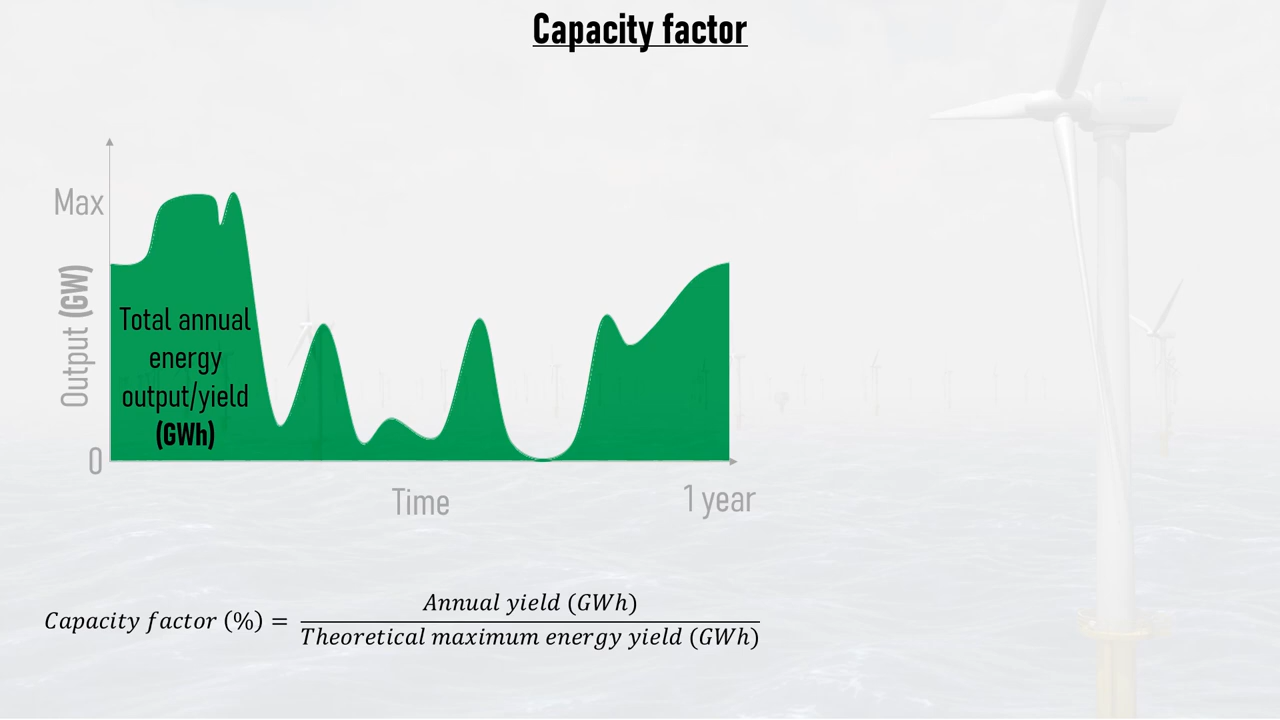 Capacity factor
Max
Output (GW)
0
Total annual
energy
output/yield
(GWh)
Time
1 year
Capacity factor (%) = Annual yield (GWh)
Theoretical maximum energy yield (GWh)